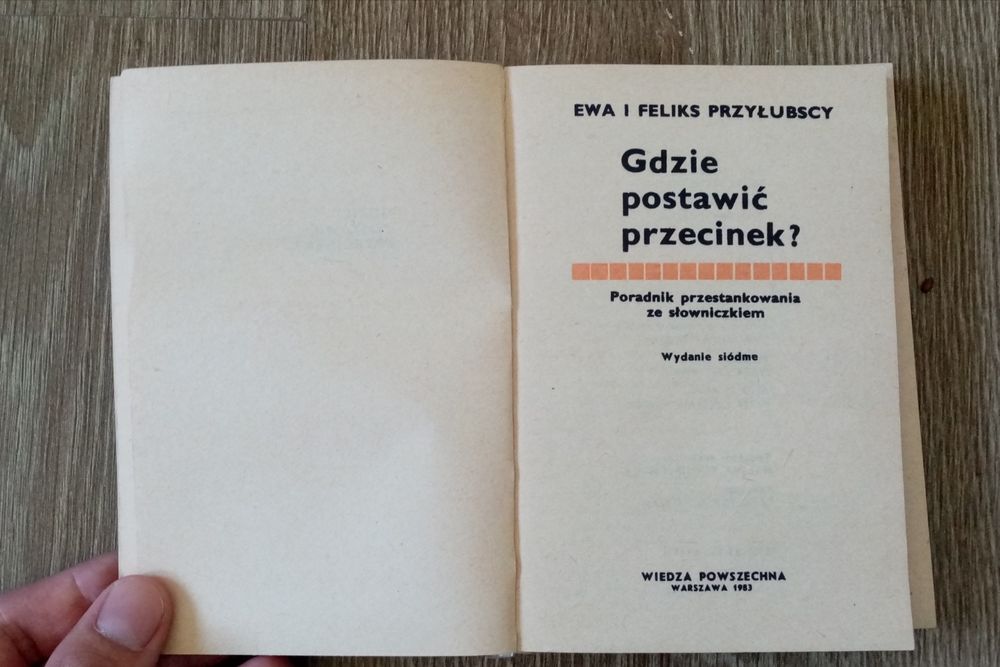 EWA I FELIKS PRZYŁUBSCY
Gdzie
postawić
przecinek?
Poradnik przestankowania
ze słowniczkiem
Wydanie siódme
WIEDZA POWSZECHNA
WARSZAWA 1983